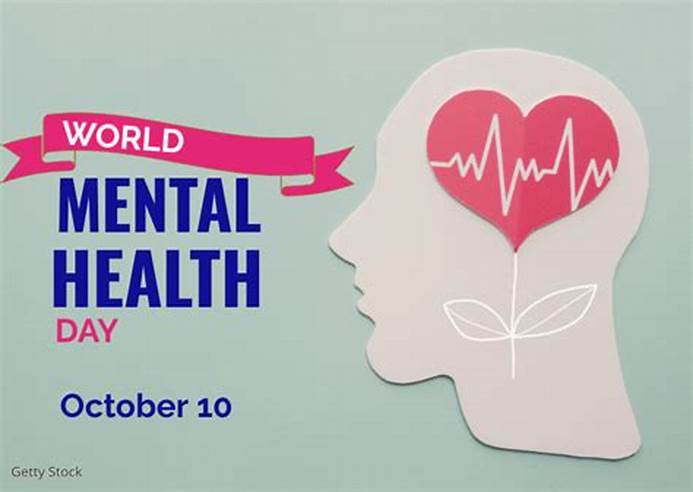 WORLD
MENTAL
HEALTH
DAY
October 10
Getty Stock